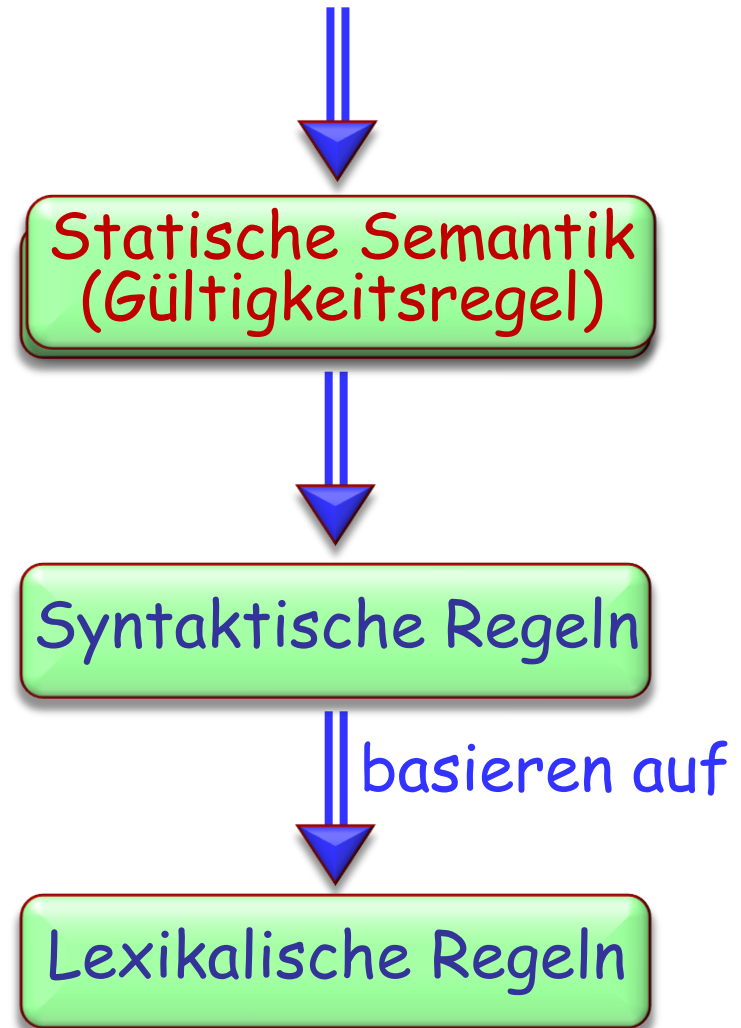 Statische Semantik
(Gültigkeitsregel)
Syntaktische Regeln
basieren auf
Lexikalische Regeln